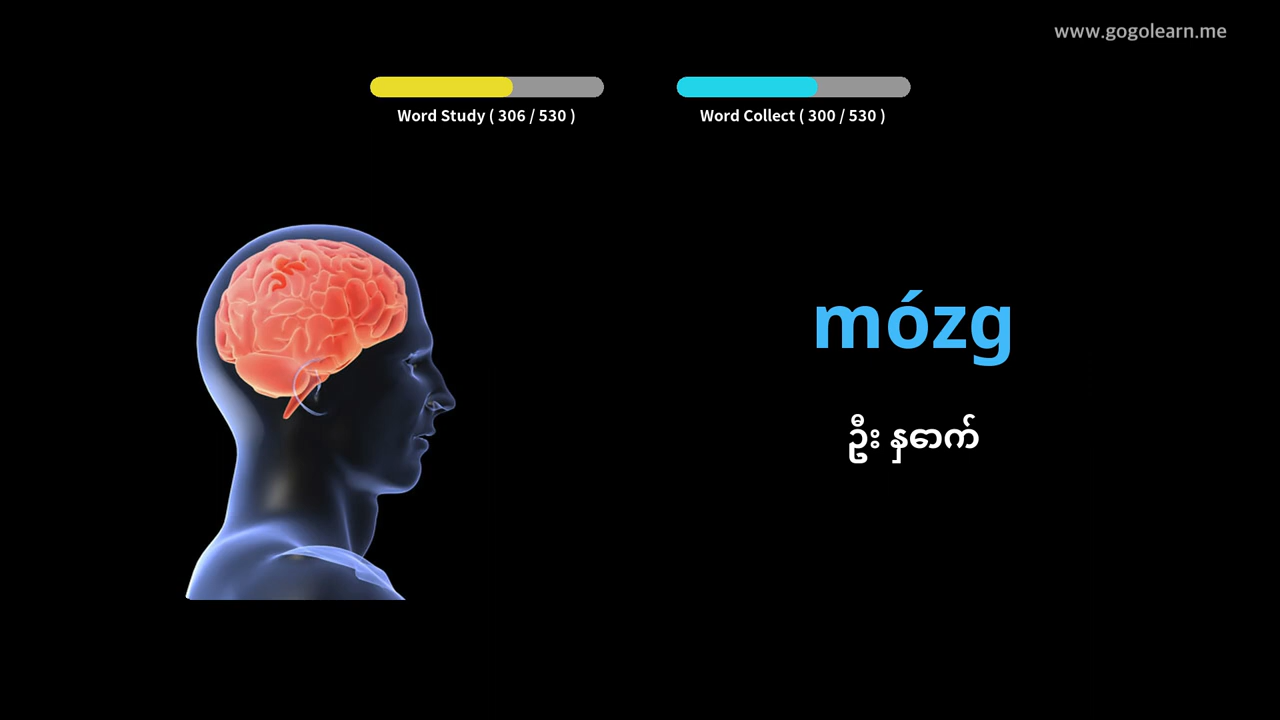 www.gogolearn.me
Word Study ( 306 / 530 )
Word Collect ( 300 / 530 )
mózg
ဦး နှောက်